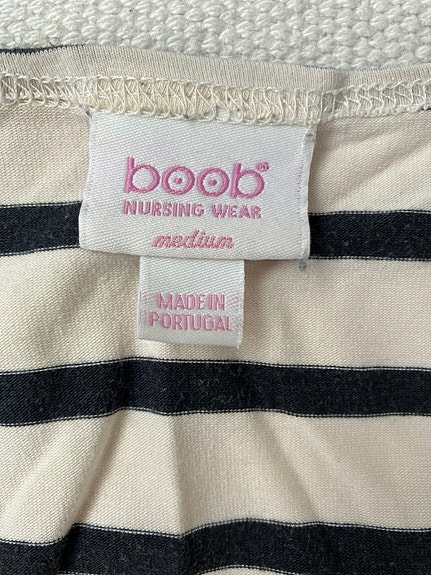 boob
NURSING WEAR
medium
MADE IN
PORTUGAL